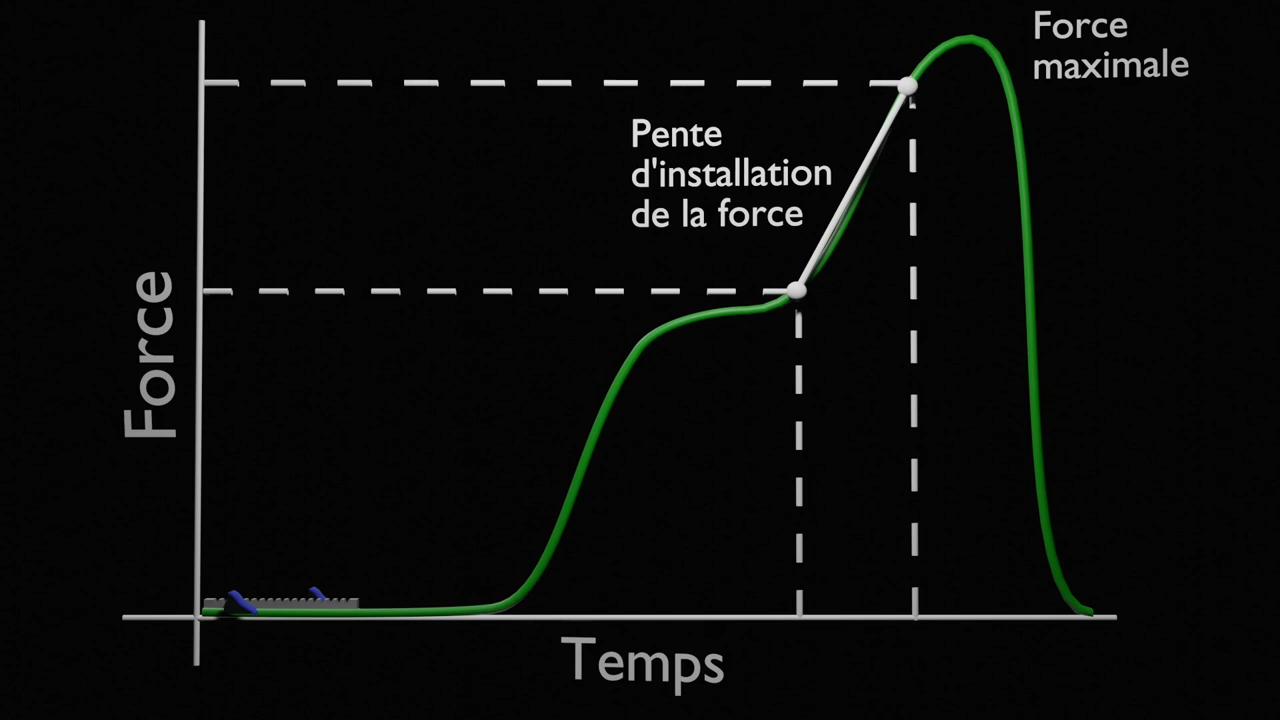 Force
maximale
Pente
d'installation
de la force
Force
Temps